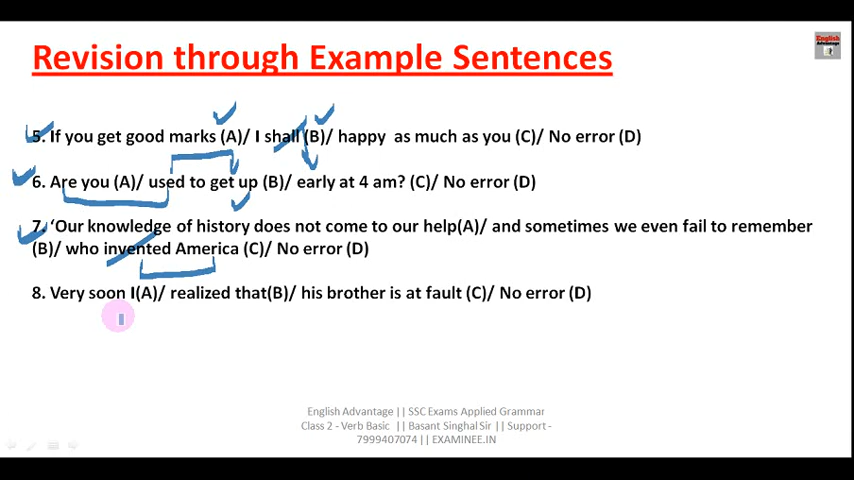 Revision through Example Sentences
English
Advantage
5. If you get good marks (A)/ I shall (B)/ happy as much as you (C)/ No error (D)
6. Are you (A)/ used to get up (B)/ early at 4 am? (C)/ No error (D)
7. ‘Our knowledge of history does not come to our help(A)/ and sometimes we even fail to remember
(B)/ who invented America (C)/ No error (D)
8. Very soon I(A)/ realized that(B)/ his brother is at fault (C)/ No error (D)
English Advantage || SSC Exams Applied Grammar
Class 2 - Verb Basic || Basant Singhal Sir || Support -
7999407074 || EXAMINEE.IN